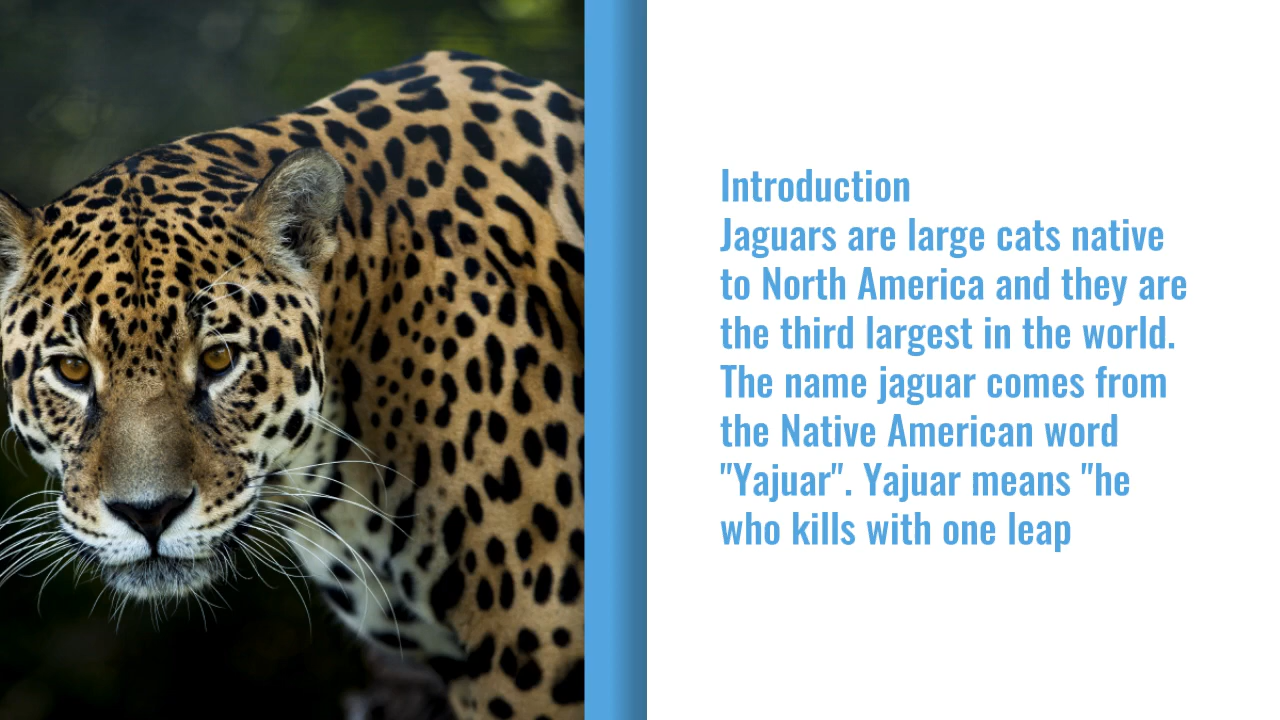 Introduction
Jaguars are large cats native
to North America and they are
the third largest in the world.
The name jaguar comes from
the Native American word
"Yajuar". Yajuar means "he
who kills with one leap